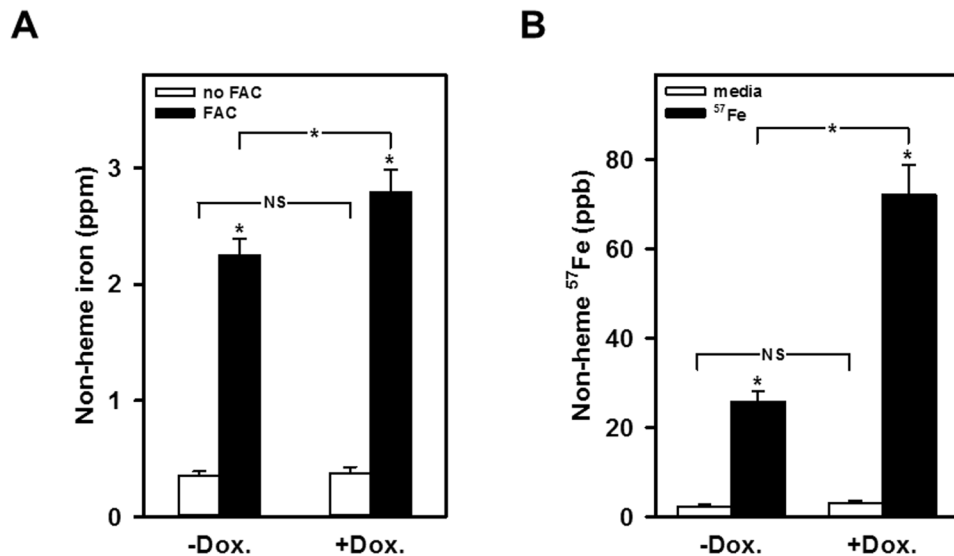 A
no FAC
FAC
*
*
NS
*
3
2
1
0
Non-heme iron (ppm)
-Dox.
+Dox.
B
media
⁵⁷Fe
*
*
NS
*
80
60
40
20
0
Non-heme ⁵⁷Fe (ppb)
-Dox.
+Dox.